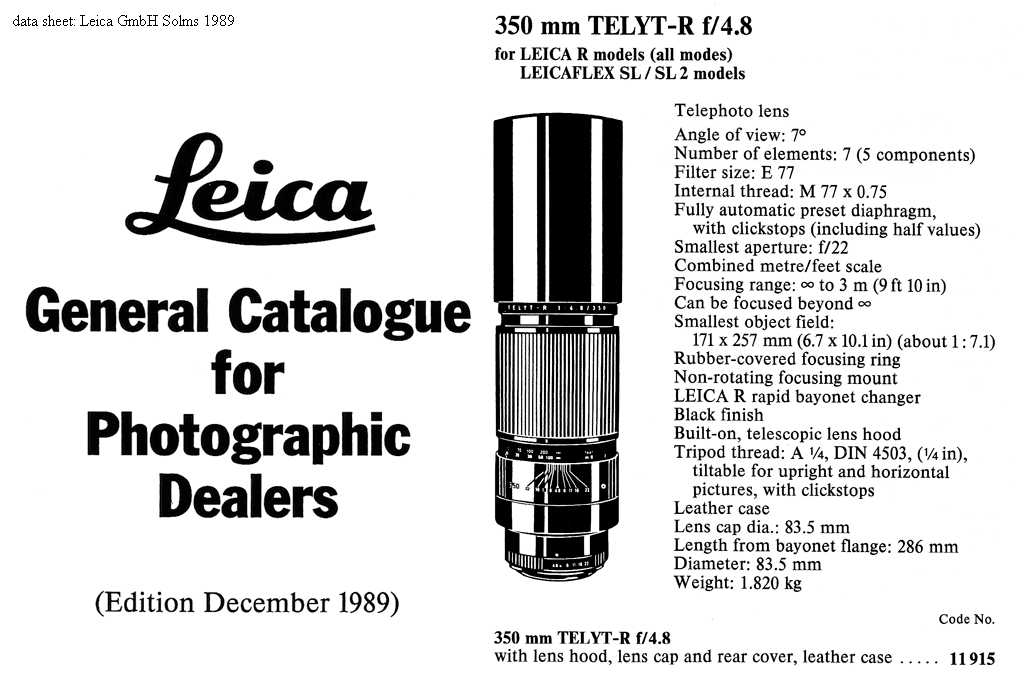 data sheet: Leica GmbH Solms 1989
Leica
General Catalogue
for
Photographic
Dealers
(Edition December 1989)
350 mm TELYT-R f/4.8
for LEICA R models (all modes)
LEICAFLEX SL / SL 2 models
TELYT-R 1:4.8/350
Telephoto lens
Angle of view: 7°
Number of elements: 7 (5 components)
Filter size: E 77
Internal thread: M 77 x 0.75
Fully automatic preset diaphragm,
with clickstops (including half values)
Smallest aperture: f/22
Combined metre/feet scale
Focusing range: ∞ to 3 m (9 ft 10 in)
Can be focused beyond ∞
Smallest object field:
171 x 257 mm (6.7 x 10.1 in) (about 1 : 7.1)
Rubber-covered focusing ring
Non-rotating focusing mount
LEICA R rapid bayonet changer
Black finish
Built-on, telescopic lens hood
Tripod thread: A ¼, DIN 4503, (¼ in),
tiltable for upright and horizontal
pictures, with clickstops
Leather case
Lens cap dia.: 83.5 mm
Length from bayonet flange: 286 mm
Diameter: 83.5 mm
Weight: 1.820 kg
Code No.
350 mm TELYT-R f/4.8
with lens hood, lens cap and rear cover, leather case ..... 11 915